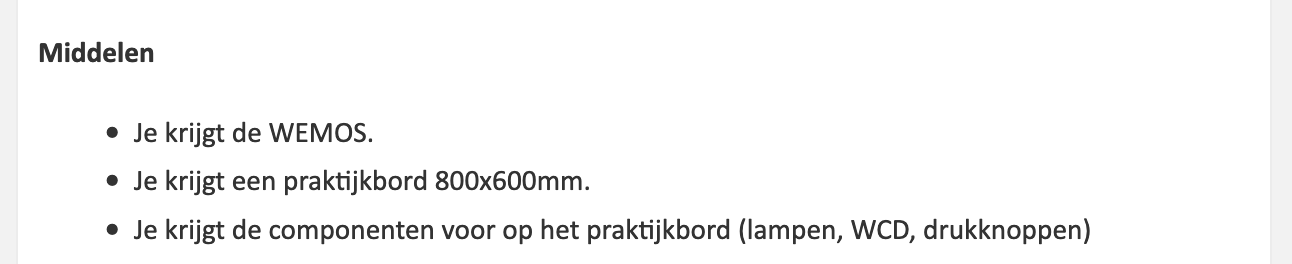 Middelen
• Je krijgt de WEMOS.
• Je krijgt een praktijkbord 800x600mm.
• Je krijgt de componenten voor op het praktijkbord (lampen, WCD, drukknoppen)